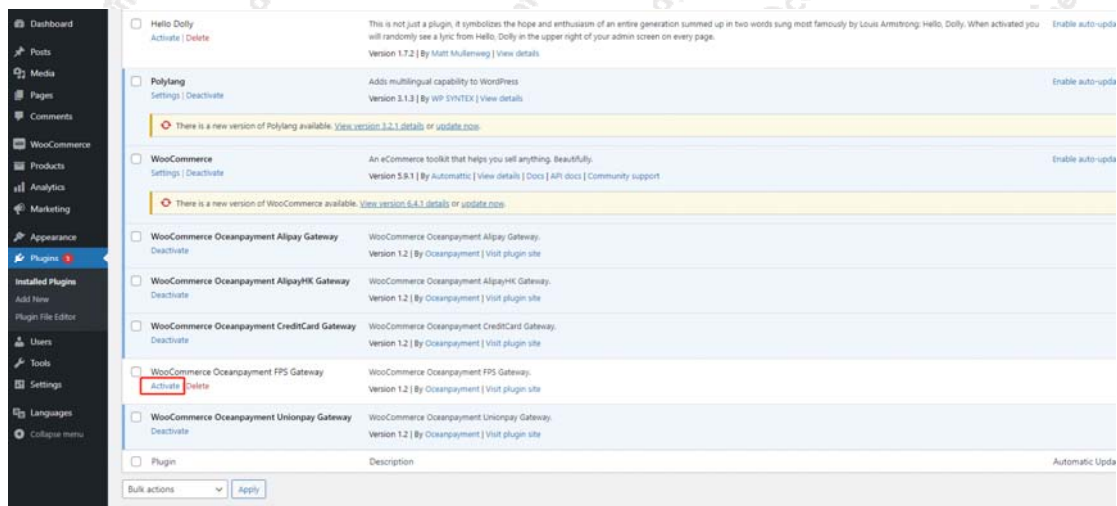 Dashboard
Posts
Media
Pages
Comments
WooCommerce
Products
Analytics
Marketing
Appearance
Plugins
Installed Plugins
Add New
Plugin File Editor
Users
Tools
Settings
Languages
Collapse menu
Hello Dolly
Activate | Delete
This is not just a plugin, it symbolizes the hope and enthusiasm of an entire generation summed up in two words sung most famously by Louis Armstrong: Hello, Dolly. When activated you
will randomly see a lyric from Hello, Dolly in the upper right of your admin screen on every page.
Version 1.7.2 | By Matt Mullenweg | View details
Enable auto-upda
Polylang
Settings | Deactivate
Adds multilingual capability to WordPress
Version 3.1.3 | By WP SYNTEX | View details
Enable auto-upda
There is a new version of Polylang available. View version 3.2.1 details or update now.
WooCommerce
Settings | Deactivate
An eCommerce toolkit that helps you sell anything. Beautifully.
Version 5.9.1 | By Automattic | View details | Docs | API docs | Community support
Enable auto-upda
There is a new version of WooCommerce available. View version 6.4.1 details or update now.
WooCommerce Oceanpayment Alipay Gateway
Deactivate
WooCommerce Oceanpayment Alipay Gateway.
Version 1.2 | By Oceanpayment | Visit plugin site
WooCommerce Oceanpayment AlipayHK Gateway
Deactivate
WooCommerce Oceanpayment AlipayHK Gateway.
Version 1.2 | By Oceanpayment | Visit plugin site
WooCommerce Oceanpayment CreditCard Gateway
Deactivate
WooCommerce Oceanpayment CreditCard Gateway.
Version 1.2 | By Oceanpayment | Visit plugin site
WooCommerce Oceanpayment FPS Gateway
Activate | Delete
WooCommerce Oceanpayment FPS Gateway.
Version 1.2 | By Oceanpayment | Visit plugin site
WooCommerce Oceanpayment Unionpay Gateway
Deactivate
WooCommerce Oceanpayment Unionpay Gateway.
Version 1.2 | By Oceanpayment | Visit plugin site
Plugin
Description
Automatic Upda
Bulk actions
Apply